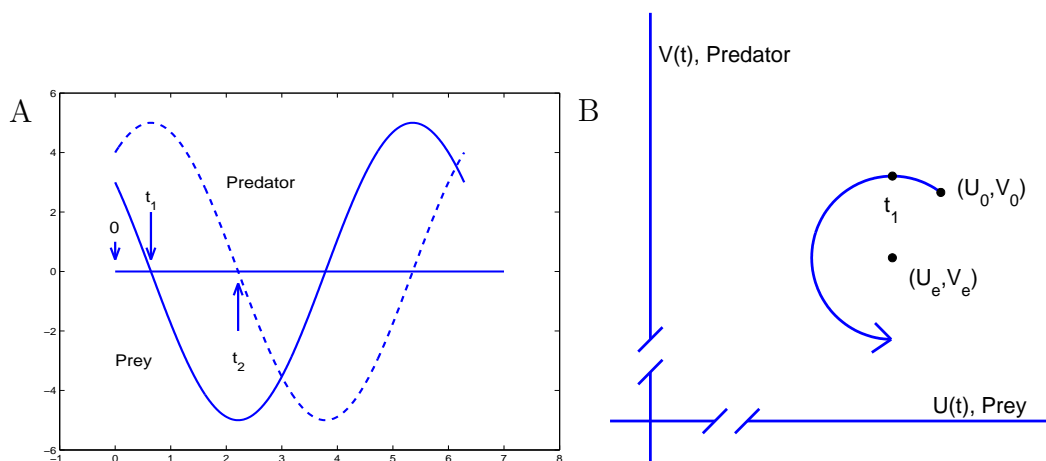 A
6
4
2
0
−2
−4
−6
−1
0
1
2
3
4
5
6
7
8
0
t1
Predator
Prey
t2
B
V(t), Predator
(U0,V0)
t1
(Ue,Ve)
U(t), Prey